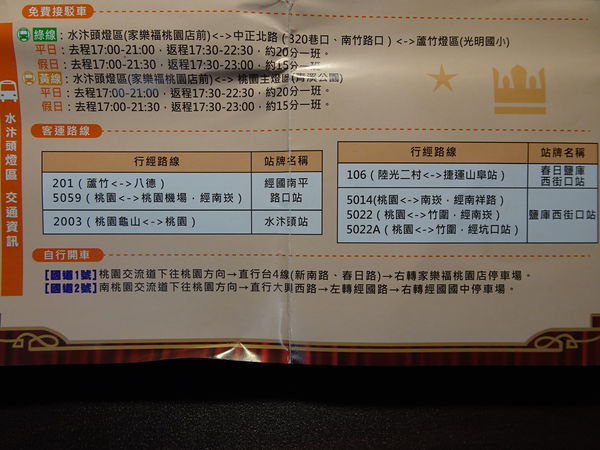 免費接駁車
綠線：水汴頭燈區(家樂福桃園店前)<->中正北路（320巷口、南竹路口）<->蘆竹燈區(光明國小)
平日：去程17:00-21:00，返程17:30-22:30，約20分一班。
假日：去程17:00-21:30，返程17:30-23:00，約15分一班。
黃線：水汴頭燈區(家樂福桃園店前)<->桃園主燈區(青溪公園)
平日：去程17:00-21:00，返程17:30-22:30，約20分一班。
假日：去程17:00-21:30，返程17:30-23:00，約15分一班。
水汴頭燈區 交通資訊
客運路線
行經路線 站牌名稱
201（蘆竹<->八德）
5059（桃園<->桃園機場，經南崁）
經國南平
路口站
2003（桃園龜山<->桃園） 水汴頭站
行經路線 站牌名稱
106（陸光二村<->捷運山鼻站）
春日鹽庫
西街口站
5014(桃園<->南崁，經南祥路)
5022（桃園<->竹圍，經南崁）
5022A（桃園<->竹圍，經坑口站）
鹽庫西街口站
自行開車
【國道1號】桃園交流道下往桃園方向→直行台4線(新南路、春日路)→右轉家樂福桃園店停車場。
【國道2號】南桃園交流道下往桃園方向→直行大興西路→左轉經國路→右轉經國國中停車場。